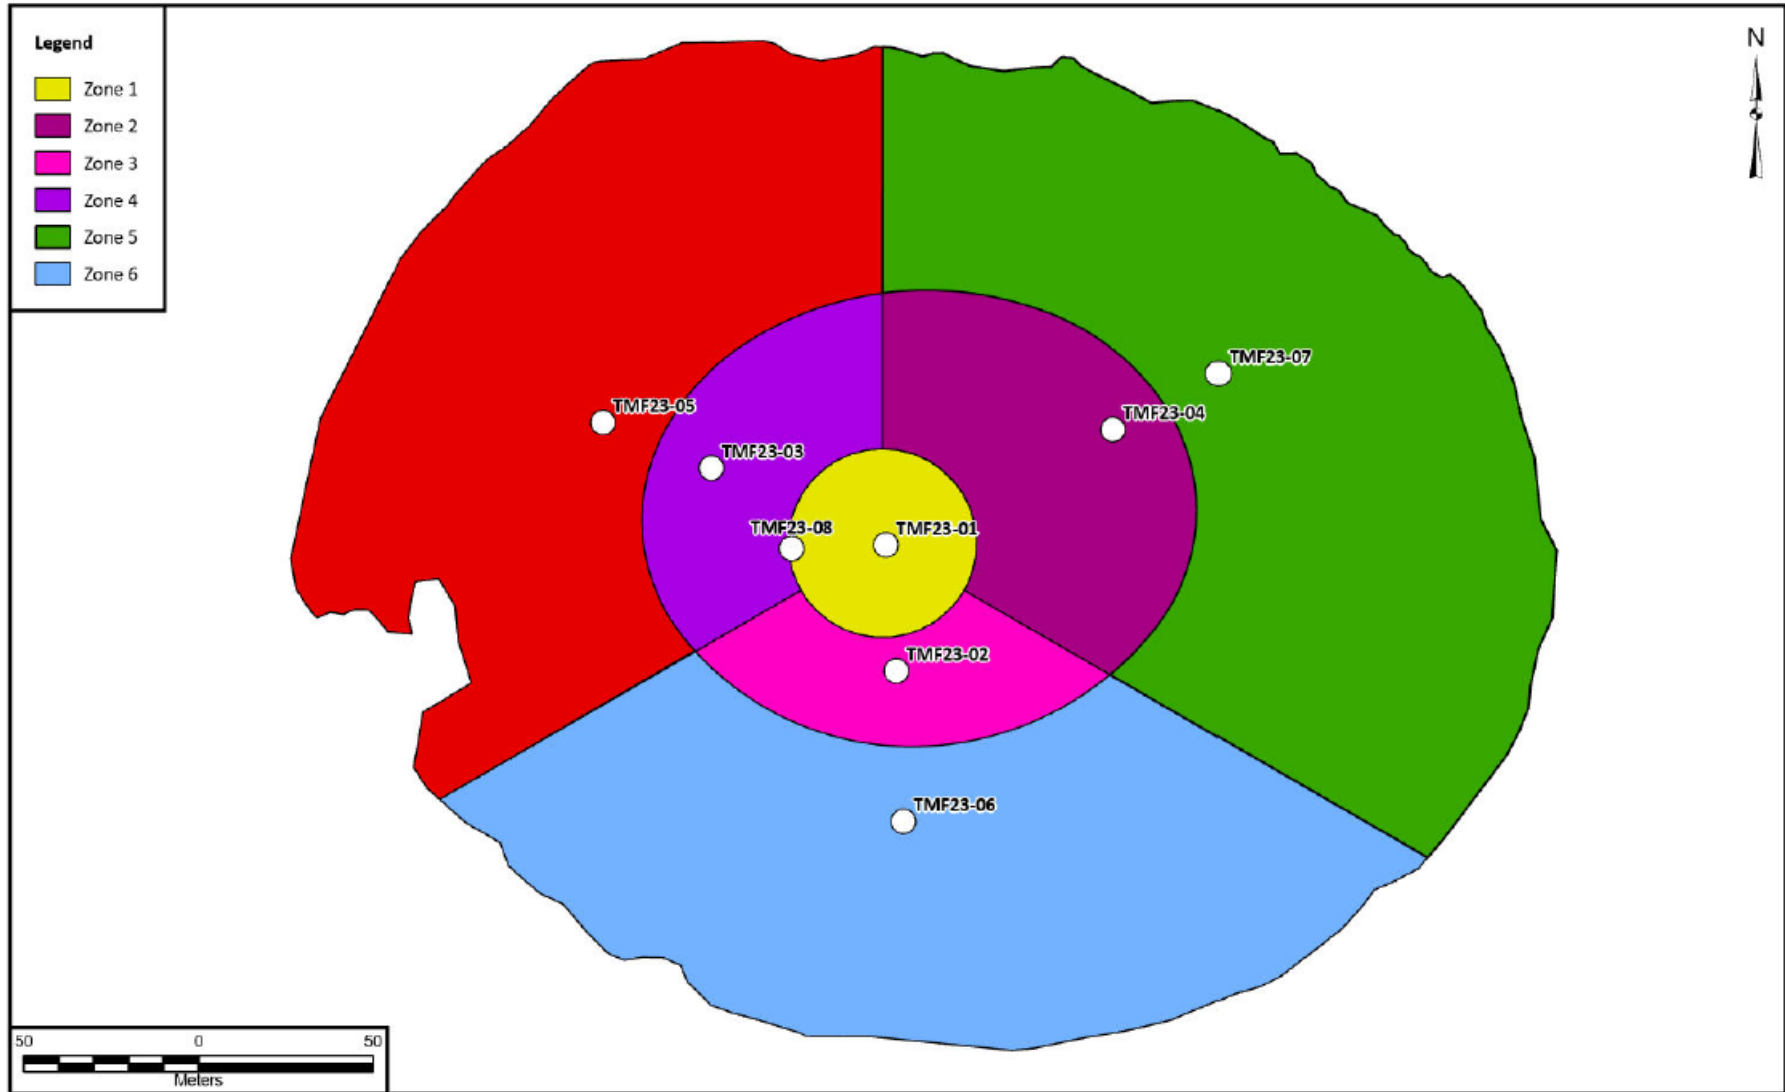 Legend
Zone 1
Zone 2
Zone 3
Zone 4
Zone 5
Zone 6
N
TMF23-07
TMF23-05
TMF23-04
TMF23-03
TMF23-08
TMF23-01
TMF23-02
TMF23-06
50 0 50
Meters